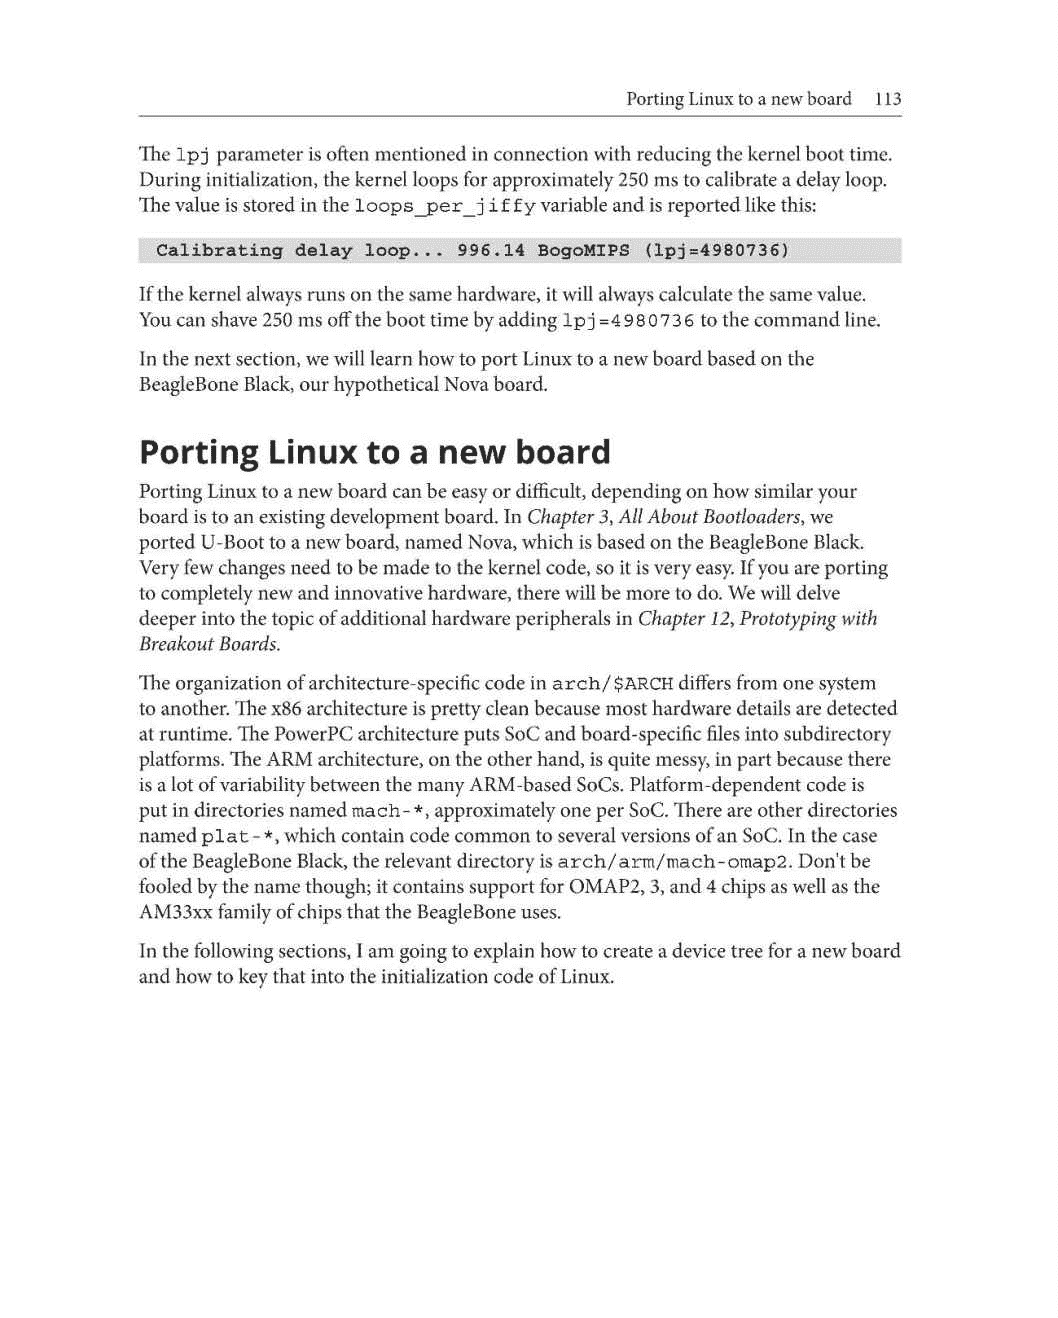 Porting Linux to a new board 113
The lpj parameter is often mentioned in connection with reducing the kernel boot time.
During initialization, the kernel loops for approximately 250 ms to calibrate a delay loop.
The value is stored in the loops_per_jiffy variable and is reported like this:
Calibrating delay loop... 996.14 BogoMIPS (lpj=4980736)
If the kernel always runs on the same hardware, it will always calculate the same value.
You can shave 250 ms off the boot time by adding lpj=4980736 to the command line.
In the next section, we will learn how to port Linux to a new board based on the
BeagleBone Black, our hypothetical Nova board.
Porting Linux to a new board
Porting Linux to a new board can be easy or difficult, depending on how similar your
board is to an existing development board. In Chapter 3, All About Bootloaders, we
ported U-Boot to a new board, named Nova, which is based on the BeagleBone Black.
Very few changes need to be made to the kernel code, so it is very easy. If you are porting
to completely new and innovative hardware, there will be more to do. We will delve
deeper into the topic of additional hardware peripherals in Chapter 12, Prototyping with
Breakout Boards.
The organization of architecture-specific code in arch/$ARCH differs from one system
to another. The x86 architecture is pretty clean because most hardware details are detected
at runtime. The PowerPC architecture puts SoC and board-specific files into subdirectory
platforms. The ARM architecture, on the other hand, is quite messy, in part because there
is a lot of variability between the many ARM-based SoCs. Platform-dependent code is
put in directories named mach-*, approximately one per SoC. There are other directories
named plat-*, which contain code common to several versions of an SoC. In the case
of the BeagleBone Black, the relevant directory is arch/arm/mach-omap2. Don't be
fooled by the name though; it contains support for OMAP2, 3, and 4 chips as well as the
AM33xx family of chips that the BeagleBone uses.
In the following sections, I am going to explain how to create a device tree for a new board
and how to key that into the initialization code of Linux.